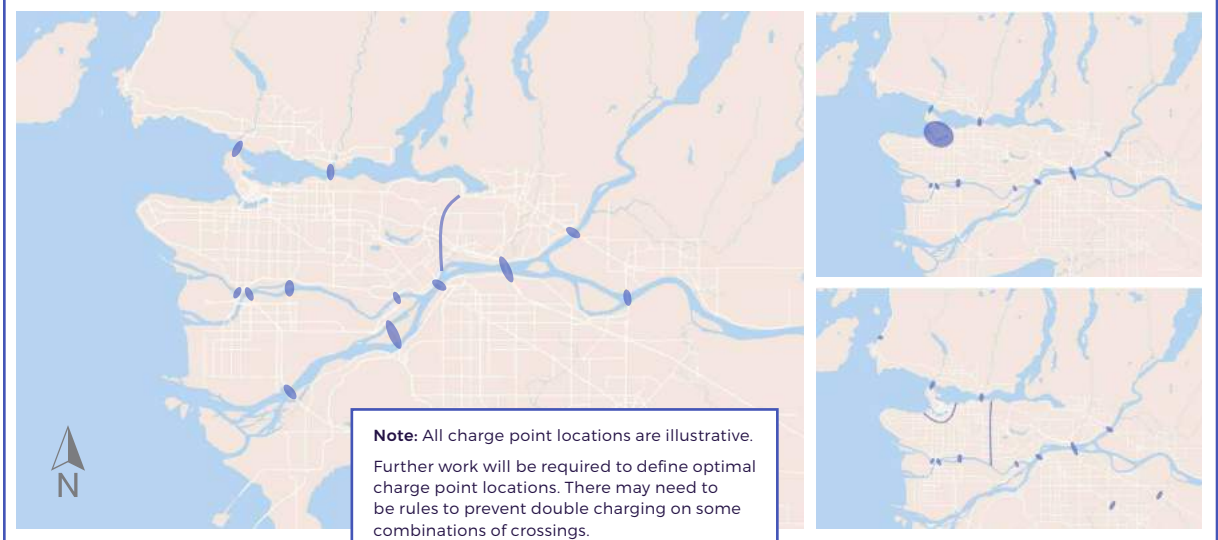 N
Note: All charge point locations are illustrative.
Further work will be required to define optimal
charge point locations. There may need to
be rules to prevent double charging on some
combinations of crossings.